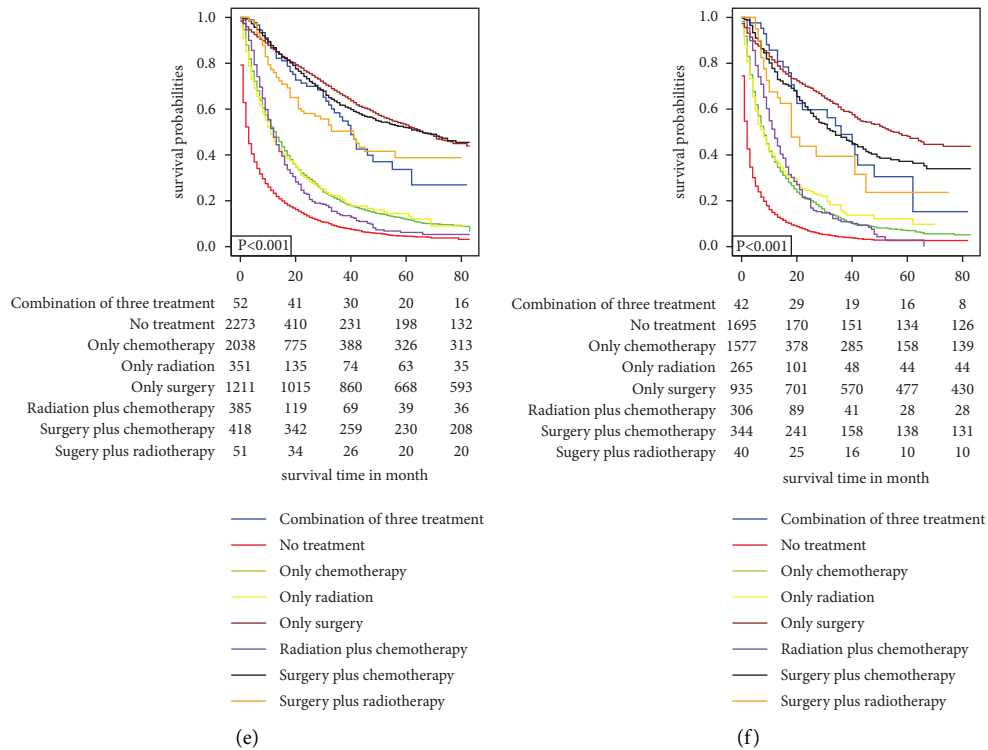 survival probabilities
1.0
0.8
0.6
0.4
0.2
0.0
P<0.001
0 20 40 60 80
Combination of three treatment 52 41 30 20 16
No treatment 2273 410 231 198 132
Only chemotherapy 2038 775 388 326 313
Only radiation 351 135 74 63 35
Only surgery 1211 1015 860 668 593
Radiation plus chemotherapy 385 119 69 39 36
Surgery plus chemotherapy 418 342 259 230 208
Sugery plus radiotherapy 51 34 26 20 20
survival time in month
Combination of three treatment
No treatment
Only chemotherapy
Only radiation
Only surgery
Radiation plus chemotherapy
Surgery plus chemotherapy
Surgery plus radiotherapy
(e)
survival probabilities
1.0
0.8
0.6
0.4
0.2
0.0
P<0.001
0 20 40 60 80
Combination of three treatment 42 29 19 16 8
No treatment 1695 170 151 134 126
Only chemotherapy 1577 378 285 158 139
Only radiation 265 101 48 44 44
Only surgery 935 701 570 477 430
Radiation plus chemotherapy 306 89 41 28 28
Surgery plus chemotherapy 344 241 158 138 131
Sugery plus radiotherapy 40 25 16 10 10
survival time in month
Combination of three treatment
No treatment
Only chemotherapy
Only radiation
Only surgery
Radiation plus chemotherapy
Surgery plus chemotherapy
Surgery plus radiotherapy
(f)